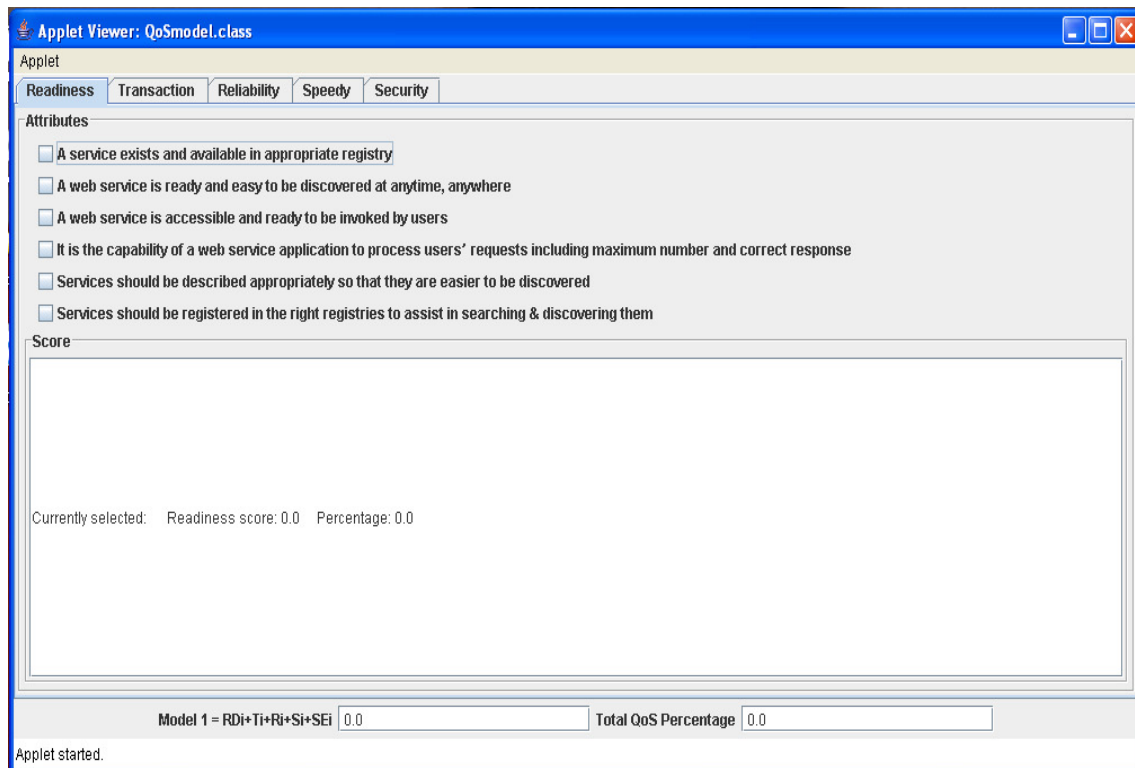 Applet Viewer: QoSmodel.class
Applet
Readiness Transaction Reliability Speedy Security
Attributes
A service exists and available in appropriate registry
A web service is ready and easy to be discovered at anytime, anywhere
A web service is accessible and ready to be invoked by users
It is the capability of a web service application to process users' requests including maximum number and correct response
Services should be described appropriately so that they are easier to be discovered
Services should be registered in the right registries to assist in searching & discovering them
Score
Currently selected: Readiness score: 0.0 Percentage: 0.0
Model 1 = RDi+Ti+Ri+Si+SEi 0.0 Total QoS Percentage 0.0
Applet started.